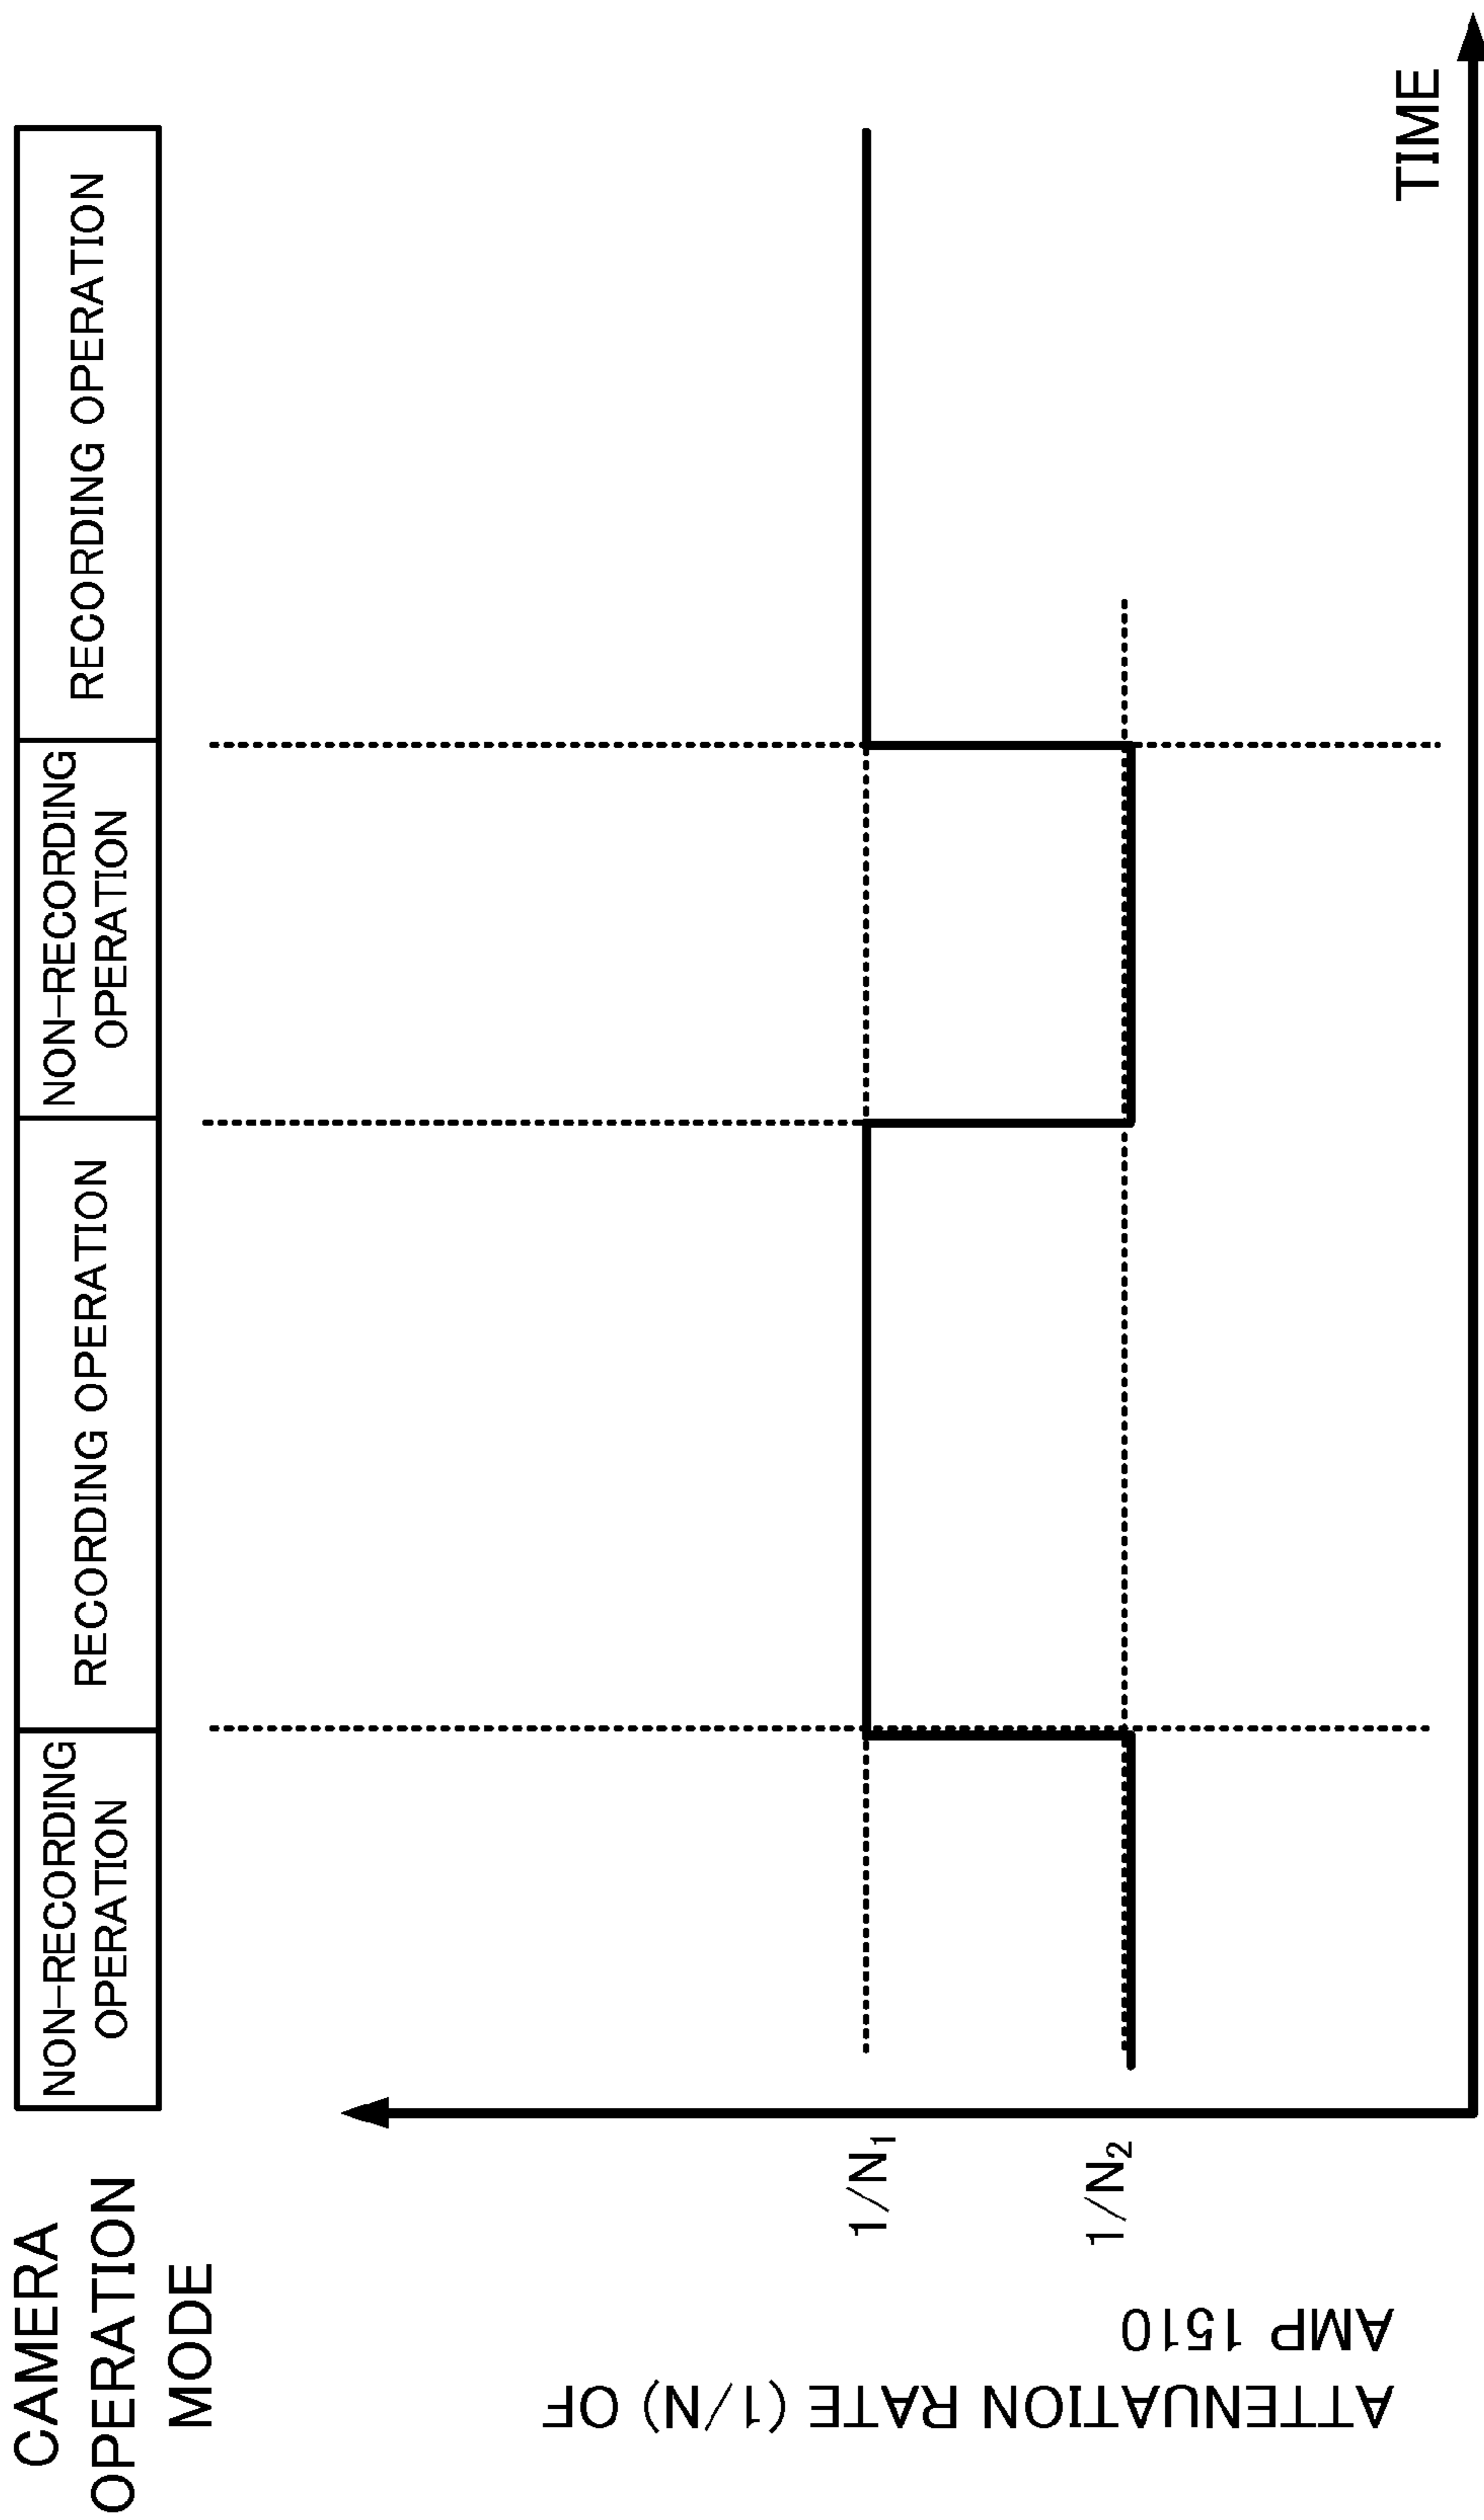 CAMERA
OPERATION
MODE
NON-RECORDING
OPERATION
RECORDING OPERATION
NON-RECORDING
OPERATION
RECORDING OPERATION
ATTENUATION RATE (1/N) OF
AMP 1510
1/N1
1/N2
TIME